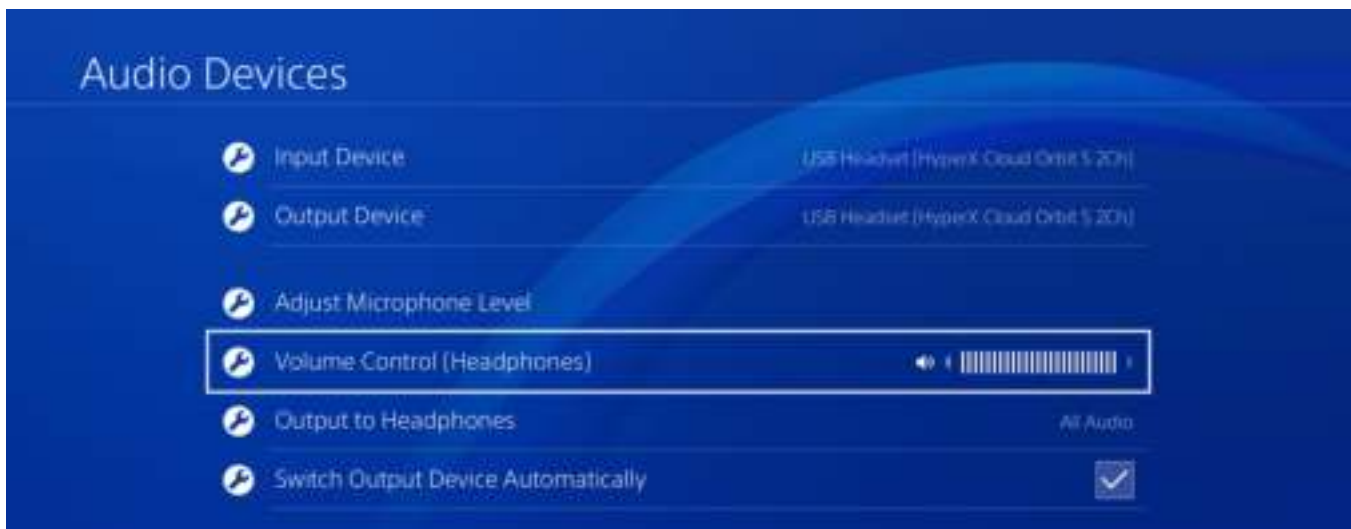 Audio Devices
Input Device
USB Headset (HyperX Cloud Orbit S 2Ch)
Output Device
USB Headset (HyperX Cloud Orbit S 2Ch)
Adjust Microphone Level
Volume Control (Headphones)
Output to Headphones
All Audio
Switch Output Device Automatically